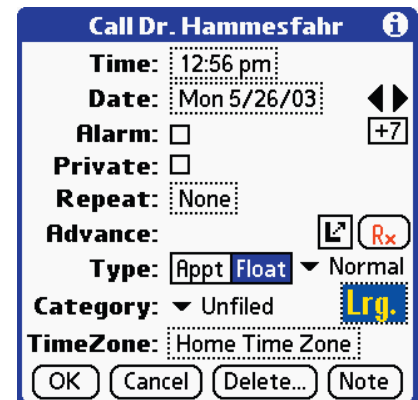 Call Dr. Hammesfahr i
Time: 12:56 pm
Date: Mon 5/26/03
Alarm: +7
Private:
Repeat: None
Advance: Rx
Type: Appt Float Normal
Category: Unfiled Lrg.
TimeZone: Home Time Zone
OK Cancel Delete... Note